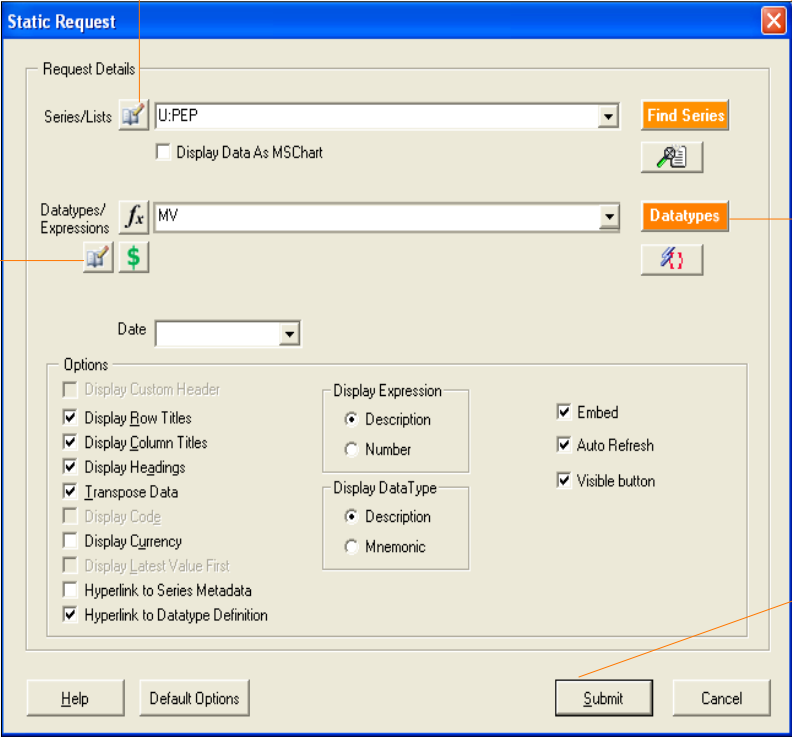 Static Request
Request Details
Series/Lists U:PEP Find Series
Display Data As MSChart
Datatypes/
Expressions fx MV Datatypes
$
Date
Options
Display Custom Header
Display Row Titles
Display Column Titles
Display Headings
Transpose Data
Display Code
Display Currency
Display Latest Value First
Hyperlink to Series Metadata
Hyperlink to Datatype Definition
Display Expression
Description
Number
Display DataType
Description
Mnemonic
Embed
Auto Refresh
Visible button
Help Default Options Submit Cancel